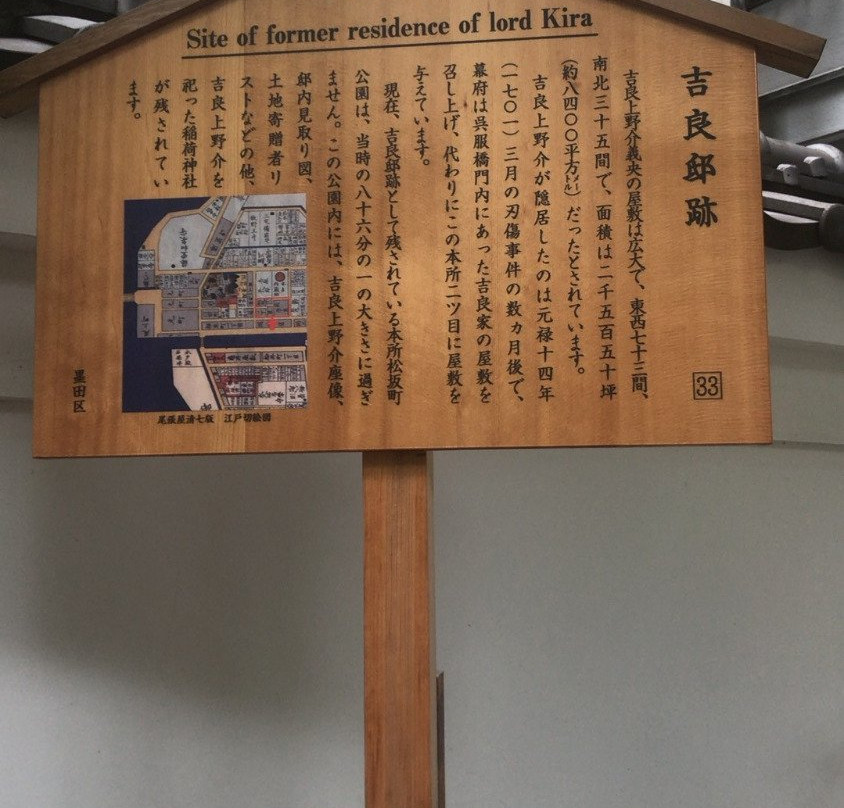 Site of former residence of lord Kira
吉良邸跡
33
吉良上野介義央の屋敷は広大で、東西七十三間、
南北三十五間で、面積は二千五百五十坪
(約八四〇〇平方㍍)だったとされています。
吉良上野介が隠居したのは元禄十四年
(一七〇一)三月の刃傷事件の数ヵ月後で、
幕府は呉服橋門内にあった吉良家の屋敷を
召し上げ、代わりにこの本所二ツ目に屋敷を
与えています。
現在、吉良邸跡として残されている本所松坂町
公園は、当時の八十六分の一の大きさに過ぎ
ません。この公園内には、吉良上野介座像、
邸内見取り図、
土地寄贈者リ
ストなどの他、
吉良上野介を
祀った稲荷神社
が残されてい
ます。
尾張屋清七版 江戸切絵図
墨田区